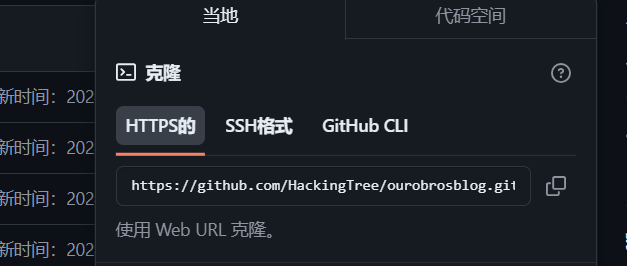 当地 代码空间
克隆
新时间：202
HTTPS的 SSH格式 GitHub CLI
新时间：202
https://github.com/HackingTree/ourobrosblog.git
新时间：202
使用 Web URL 克隆。
新时间：202